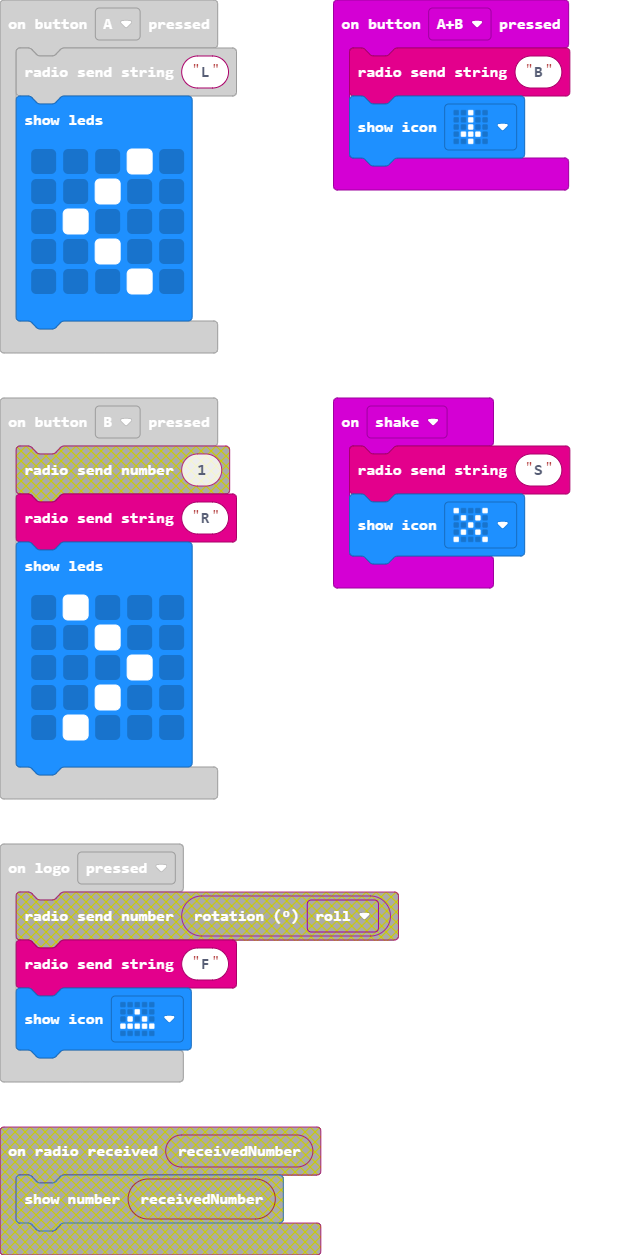 on button A pressed
radio send string "L"
show leds
on button A+B pressed
radio send string "B"
show icon
on button B pressed
radio send number 1
radio send string "R"
show leds
on shake
radio send string "S"
show icon
on logo pressed
radio send number rotation (º) roll
radio send string "F"
show icon
on radio received receivedNumber
show number receivedNumber